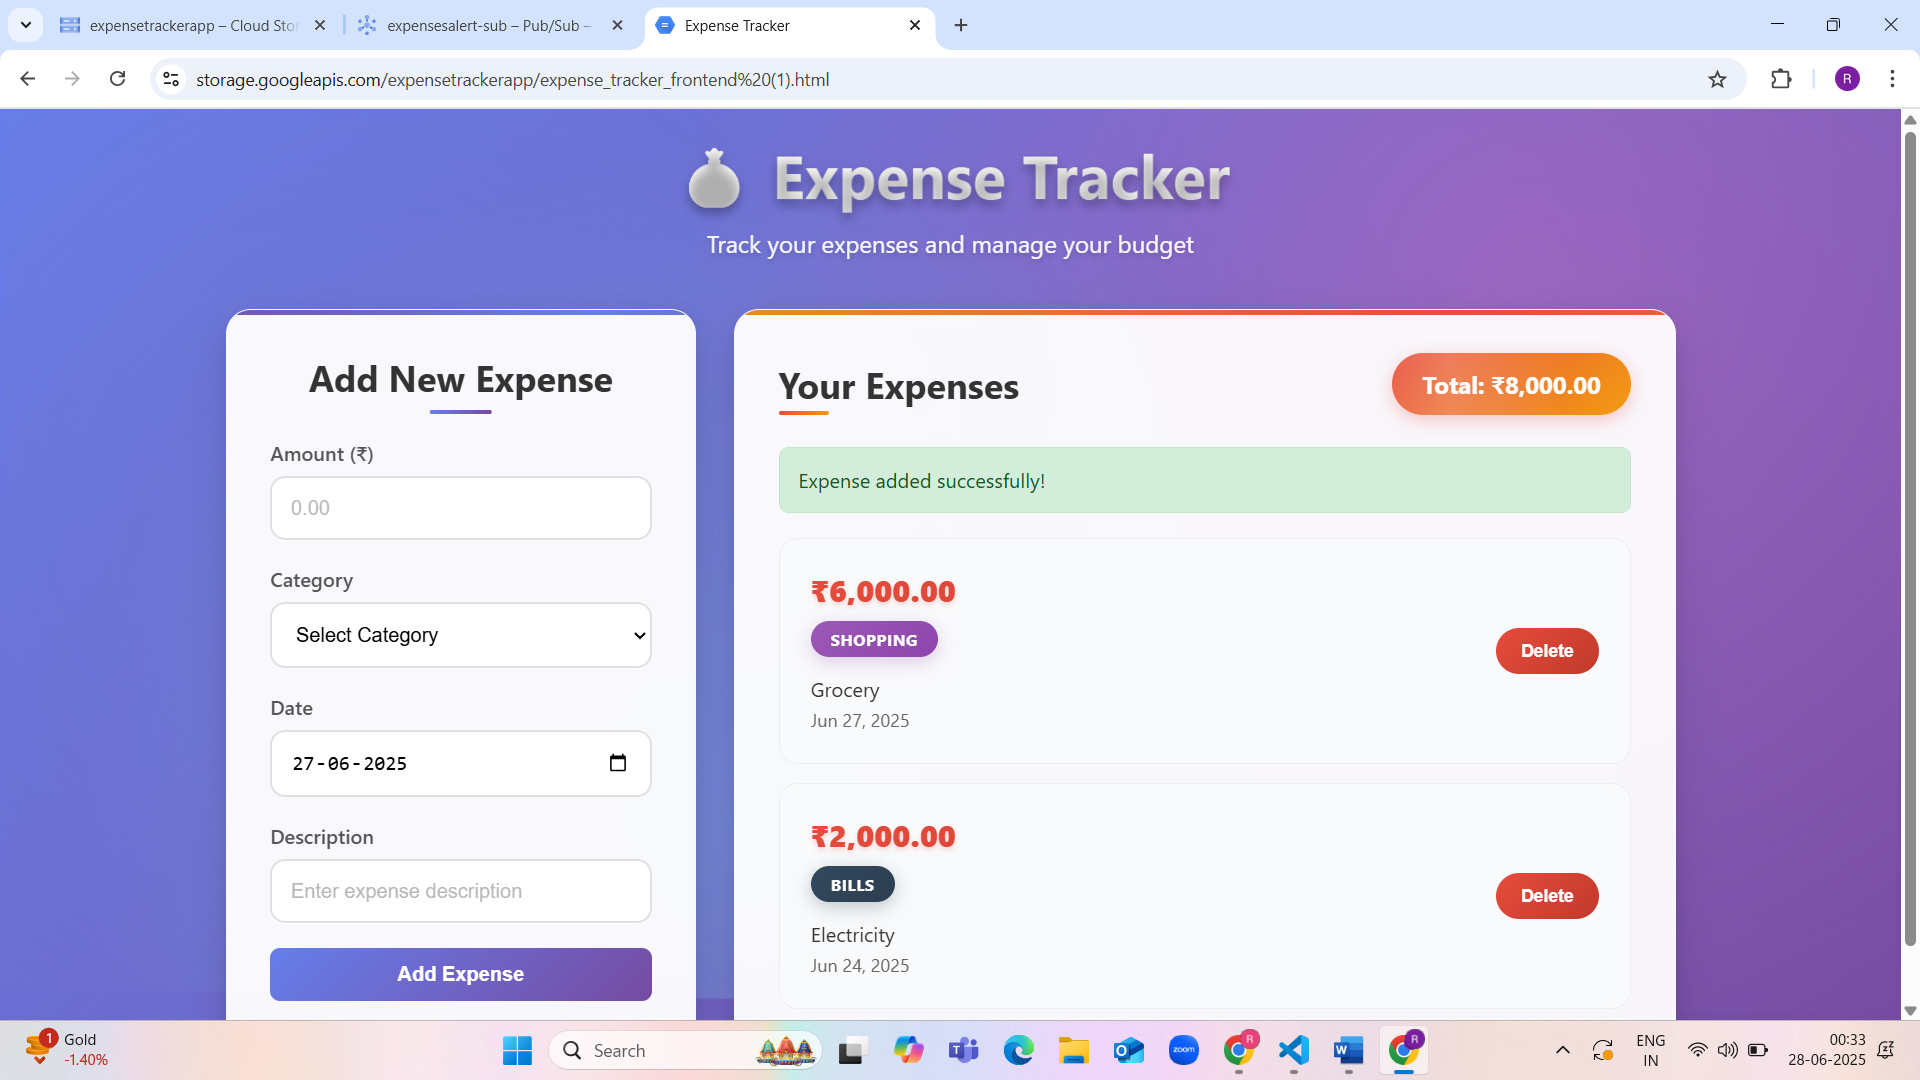 expensetrackerapp – Cloud Stor
expensesalert-sub – Pub/Sub –
Expense Tracker
storage.googleapis.com/expensetrackerapp/expense_tracker_frontend%20(1).html
R
Expense Tracker
Track your expenses and manage your budget
Add New Expense
Amount (₹)
0.00
Category
Select Category
Date
27-06-2025
Description
Enter expense description
Add Expense
Your Expenses
Total: ₹8,000.00
Expense added successfully!
₹6,000.00
SHOPPING
Grocery
Jun 27, 2025
Delete
₹2,000.00
BILLS
Electricity
Jun 24, 2025
Delete
1
Gold
-1.40%
Search
zoom
R
R
ENG
IN
00:33
28-06-2025